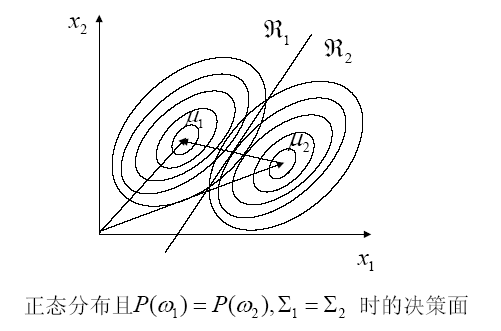 x₂
ℜ₁
ℜ₂
μ₁
μ₂
x₁
正态分布且P(ω₁) = P(ω₂), Σ₁ = Σ₂ 时的决策面